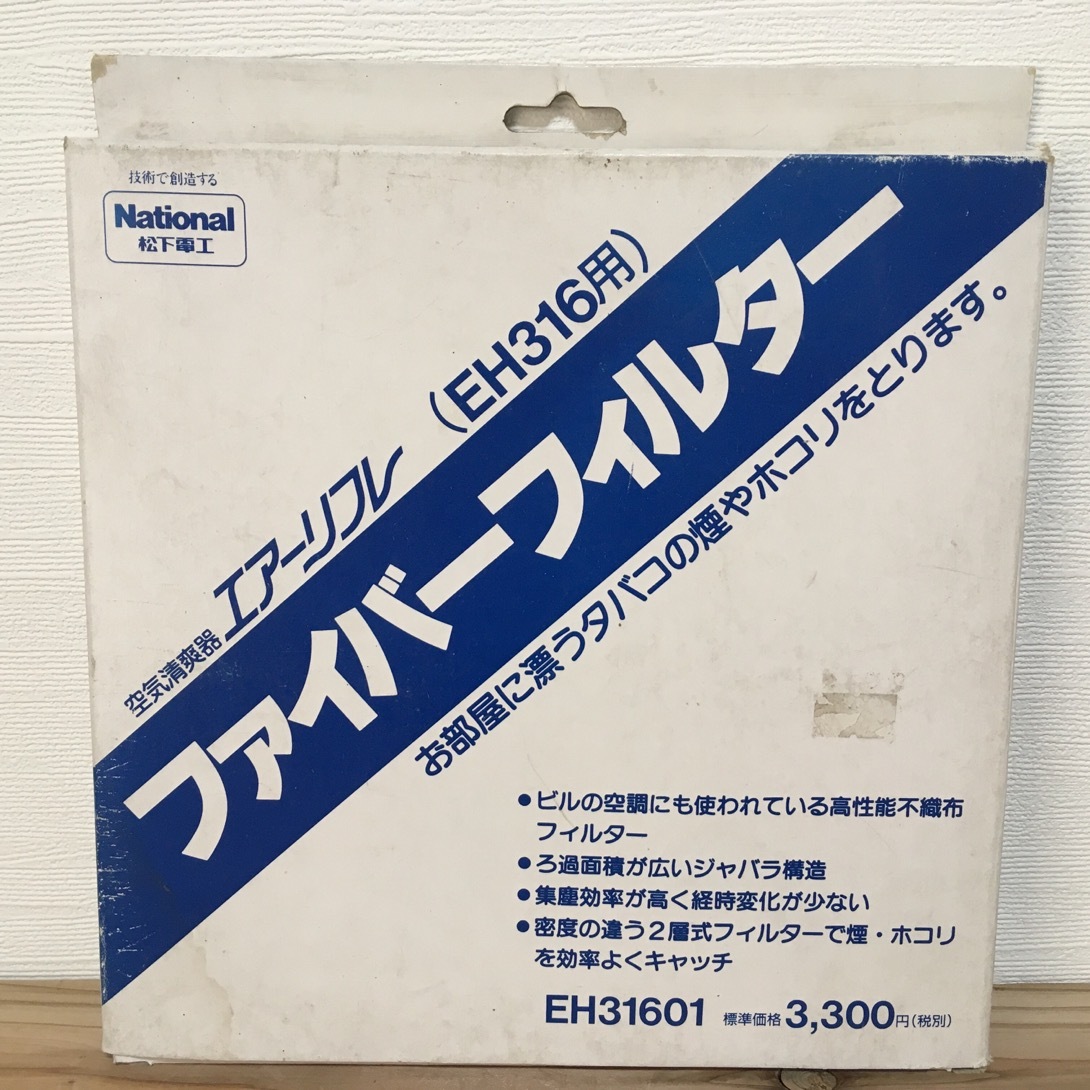 技術で創造する
National
松下電工
(EH316用)
空気清爽器 エアーリフレ
ファイバーフィルター
お部屋に漂うタバコの煙やホコリをとります。
●ビルの空調にも使われている高性能不織布
フィルター
●ろ過面積が広いジャバラ構造
●集塵効率が高く経時変化が少ない
●密度の違う2層式フィルターで煙・ホコリ
を効率よくキャッチ
EH31601 標準価格3,300円(税別)